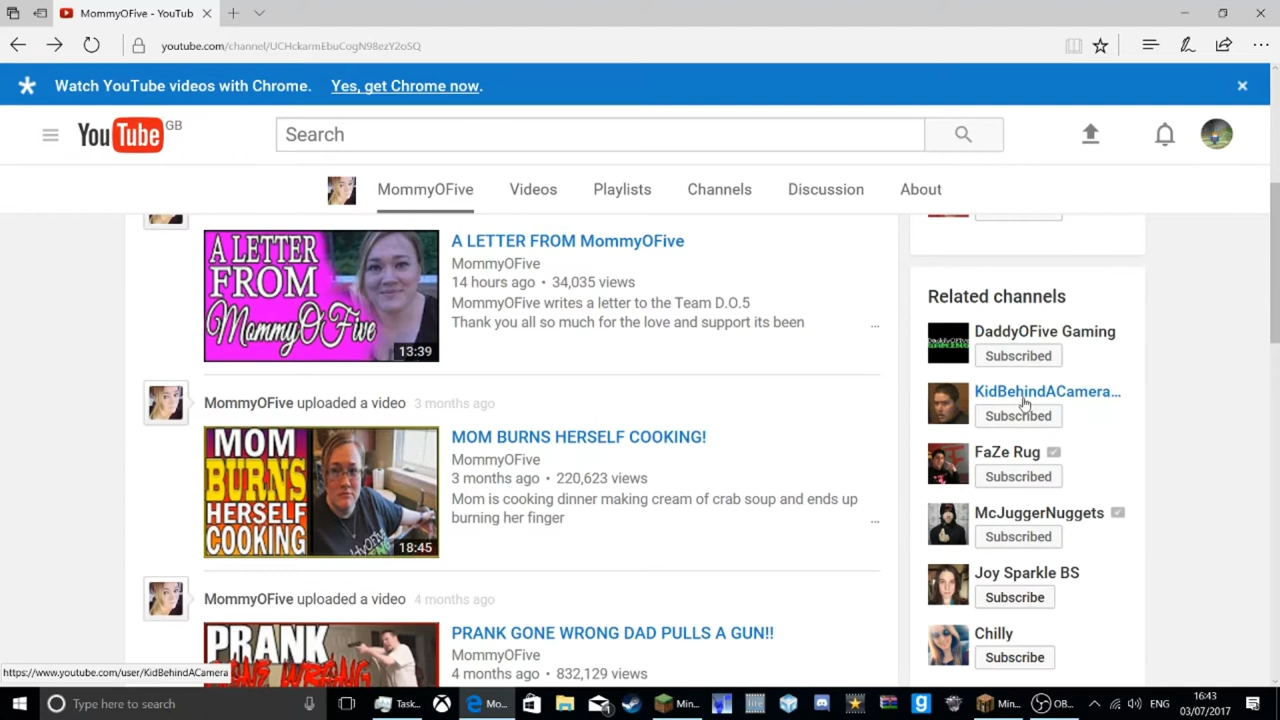 MommyOFive - YouTub
youtube.com/channel/UCHckarmEbuCogN98ezY2oSQ
Watch YouTube videos with Chrome. Yes, get Chrome now.
YouTube GB
Search
MommyOFive Videos Playlists Channels Discussion About
A LETTER
FROM
MommyOFive
13:39
A LETTER FROM MommyOFive
MommyOFive
14 hours ago • 34,035 views
MommyOFive writes a letter to the Team D.O.5
Thank you all so much for the love and support its been ...
MommyOFive uploaded a video 3 months ago
MOM
BURNS
HERSELF
COOKING!
18:45
MOM BURNS HERSELF COOKING!
MommyOFive
3 months ago • 220,623 views
Mom is cooking dinner making cream of crab soup and ends up
burning her finger ...
MommyOFive uploaded a video 4 months ago
PRANK
PRANK GONE WRONG DAD PULLS A GUN!!
MommyOFive
4 months ago • 832,129 views
Related channels
DaddyOFive Gaming
Subscribed
KidBehindACamera...
Subscribed
FaZe Rug
Subscribed
McJuggerNuggets
Subscribed
Joy Sparkle BS
Subscribe
Chilly
Subscribe
https://www.youtube.com/user/KidBehindACamera
Type here to search
Task...
Mo...
Min...
Min...
OB...
ENG
16:43
03/07/2017